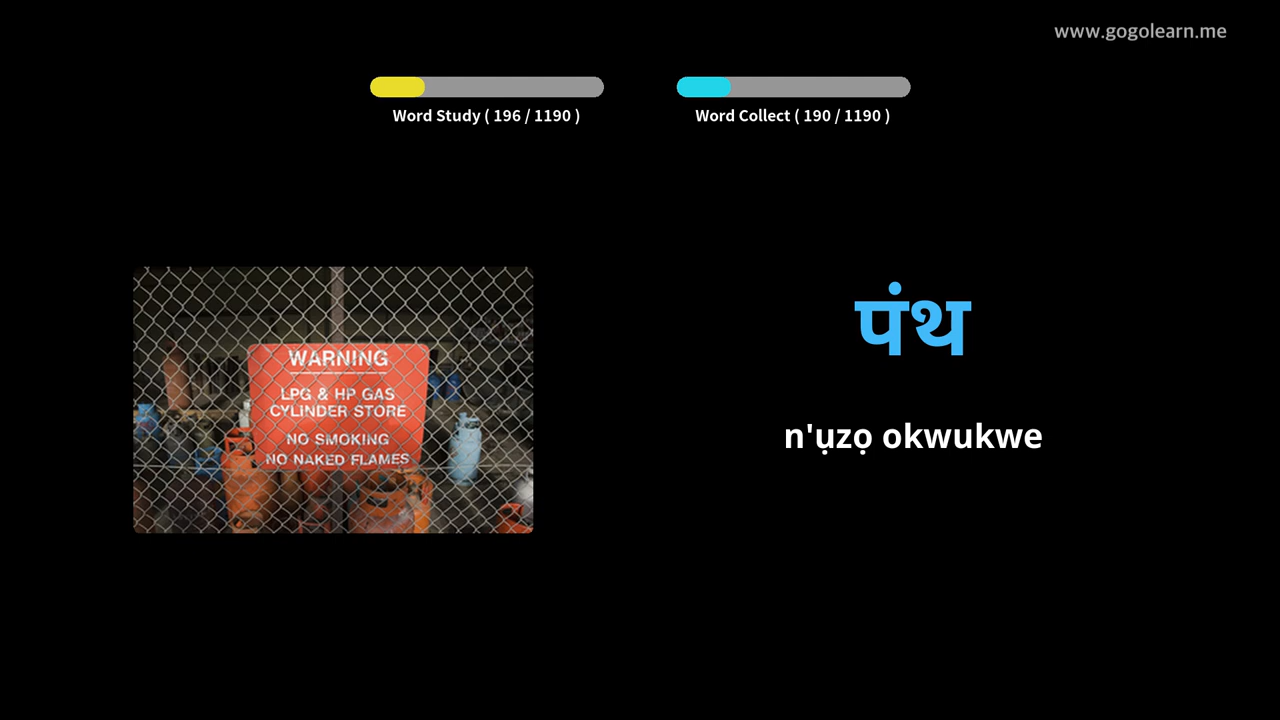 www.gogolearn.me
Word Study ( 196 / 1190 )
Word Collect ( 190 / 1190 )
WARNING
LPG & HP GAS
CYLINDER STORE
NO SMOKING
NO NAKED FLAMES
पंथ
n'ụzọ okwukwe